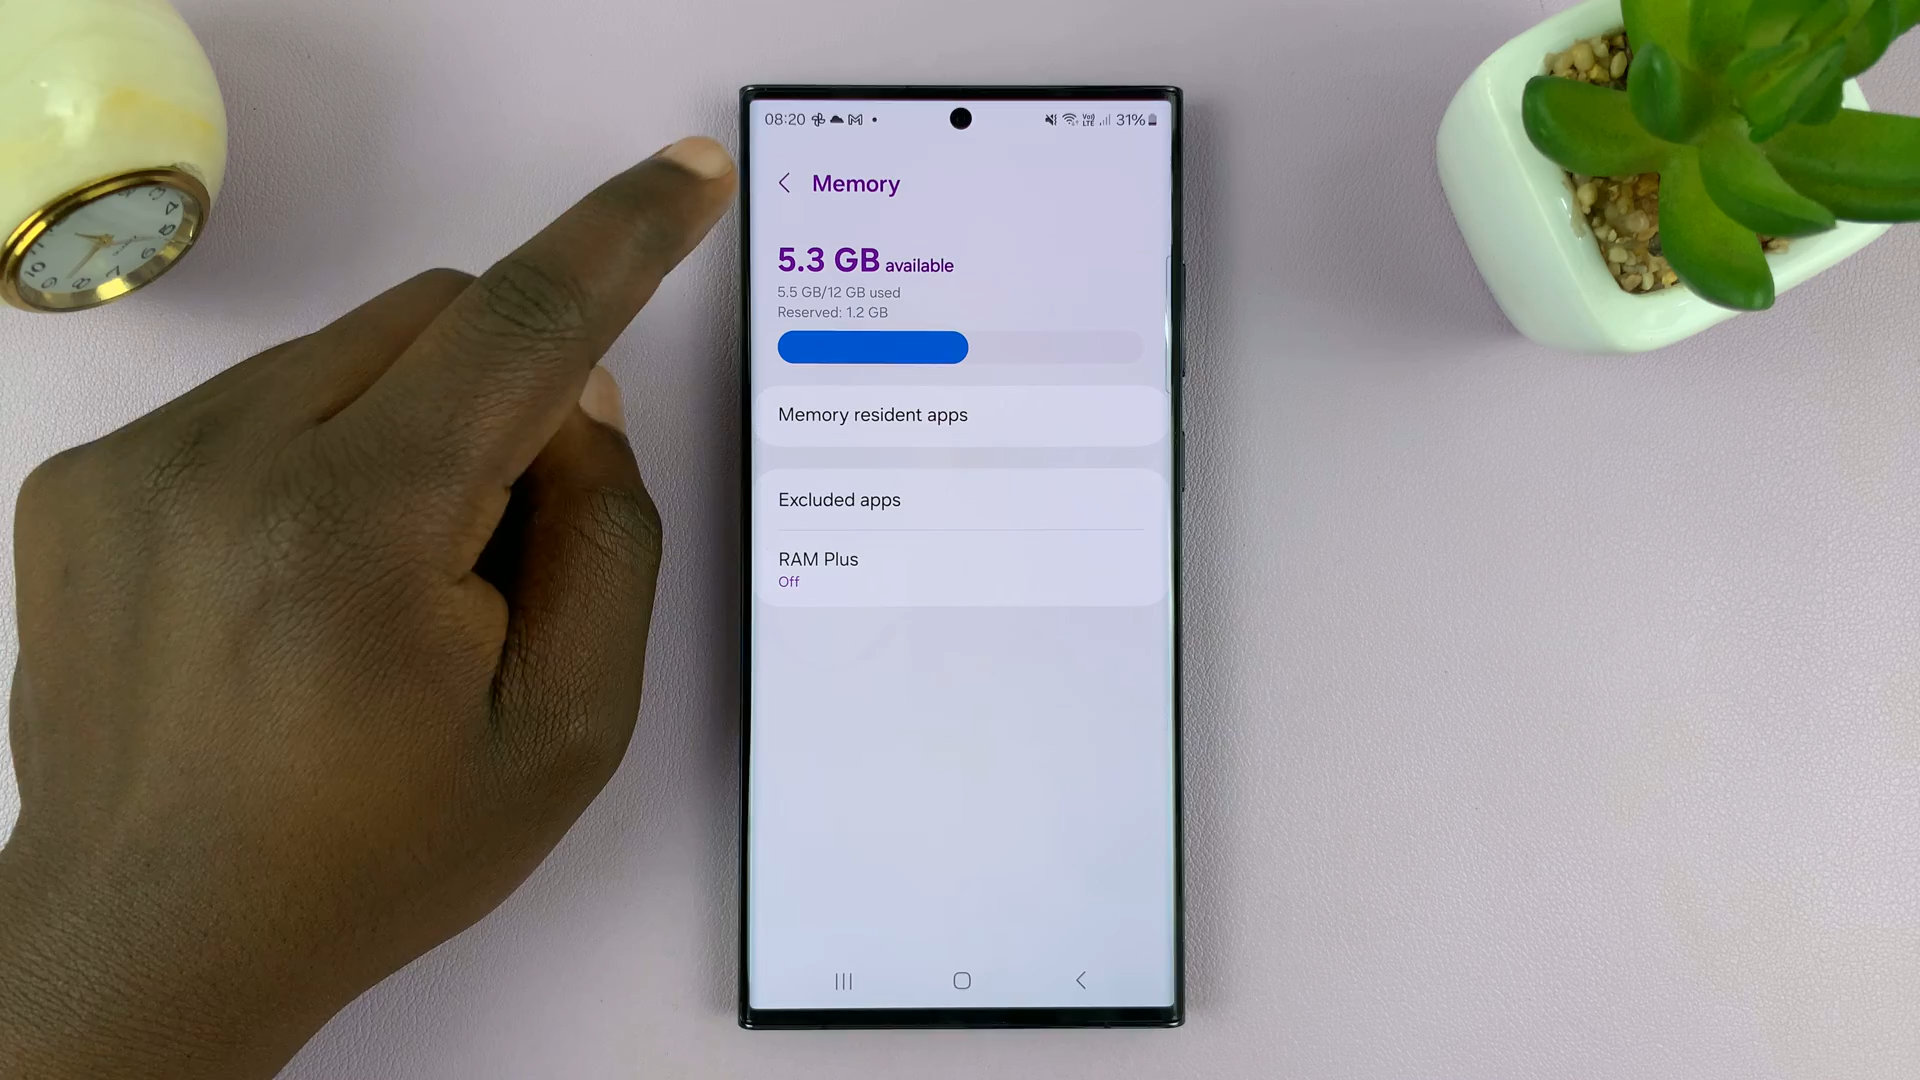 08:20 31%
Memory
5.3 GB available
5.5 GB/12 GB used
Reserved: 1.2 GB
Memory resident apps
Excluded apps
RAM Plus
Off